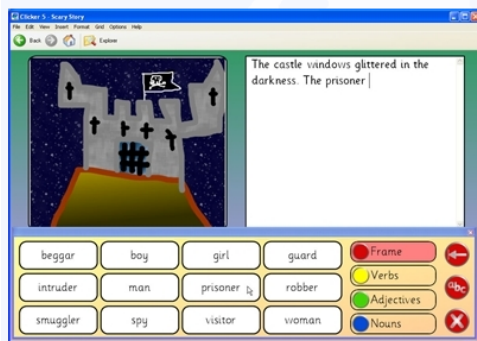 Clicker 5 - Scary Story
File Edit View Insert Format Grid Options Help
Back Explore
The castle windows glittered in the
darkness. The prisoner
beggar boy girl guard Frame
intruder man prisoner robber Verbs
abc
Adjectives
smuggler spy visitor woman Nouns